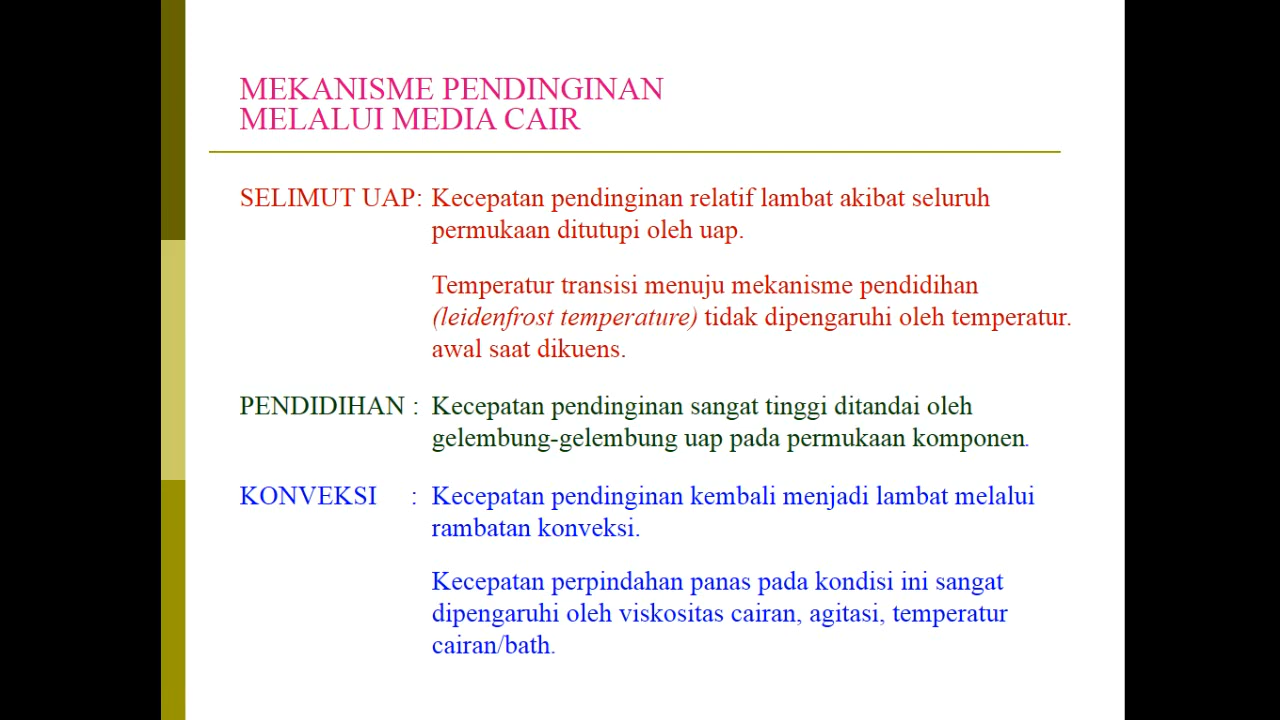 MEKANISME PENDINGINAN
MELALUI MEDIA CAIR
SELIMUT UAP: Kecepatan pendinginan relatif lambat akibat seluruh
permukaan ditutupi oleh uap.
Temperatur transisi menuju mekanisme pendidihan
(leidenfrost temperature) tidak dipengaruhi oleh temperatur.
awal saat dikuens.
PENDIDIHAN : Kecepatan pendinginan sangat tinggi ditandai oleh
gelembung-gelembung uap pada permukaan komponen.
KONVEKSI : Kecepatan pendinginan kembali menjadi lambat melalui
rambatan konveksi.
Kecepatan perpindahan panas pada kondisi ini sangat
dipengaruhi oleh viskositas cairan, agitasi, temperatur
cairan/bath.